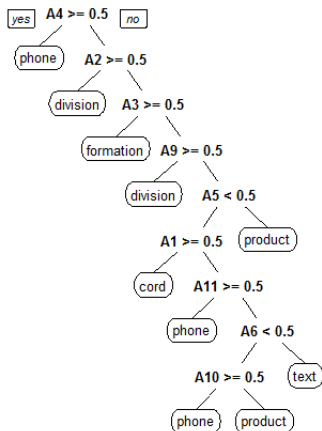 yes A4 >= 0.5 no
phone A2 >= 0.5
division A3 >= 0.5
formation A9 >= 0.5
division A5 < 0.5
A1 >= 0.5 product
cord A11 >= 0.5
phone A6 < 0.5
A10 >= 0.5 text
phone product